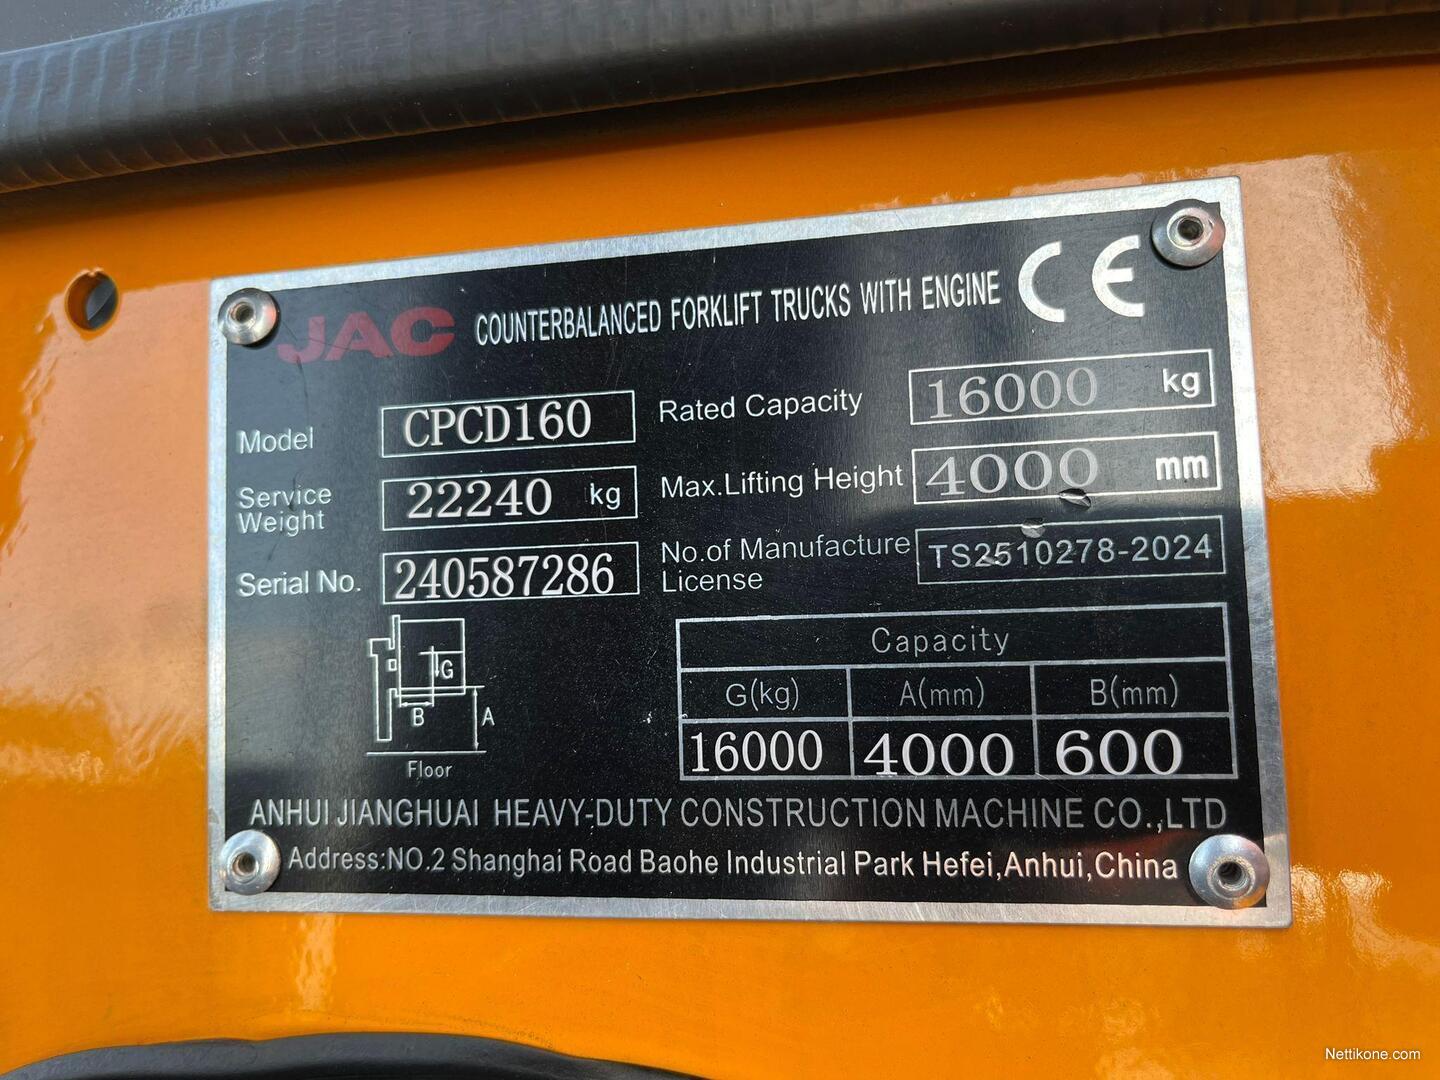 JAC COUNTERBALANCED FORKLIFT TRUCKS WITH ENGINE CE
Model CPCD160
Rated Capacity 16000 kg
Service Weight 22240 kg
Max.Lifting Height 4000 mm
Serial No. 240587286
No.of Manufacture License TS2510278-2024
G
B
A
Floor
Capacity
G(kg) A(mm) B(mm)
16000 4000 600
ANHUI JIANGHUAI HEAVY-DUTY CONSTRUCTION MACHINE CO.,LTD
Address:NO.2 Shanghai Road Baohe Industrial Park Hefei,Anhui,China
Nettikone.com